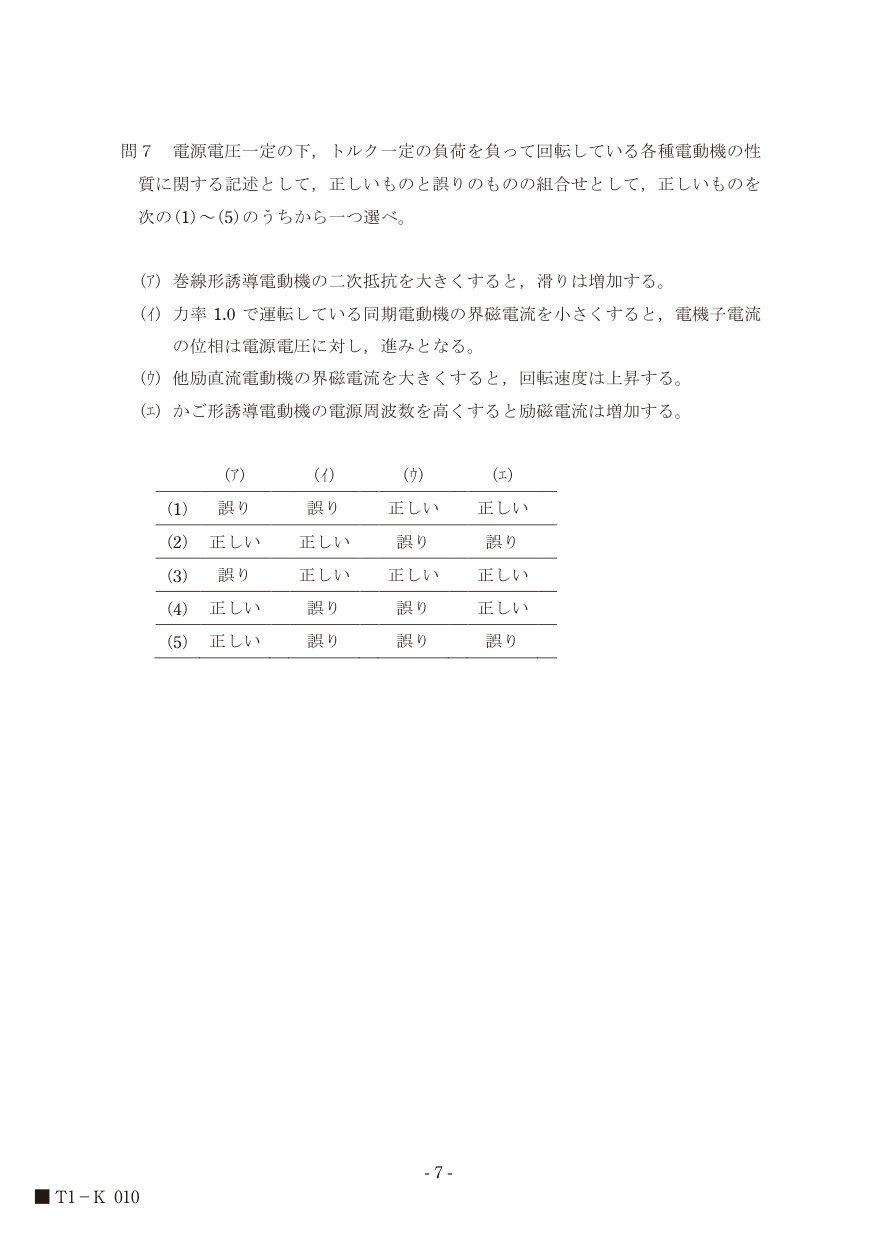 問７　電源電圧一定の下，トルク一定の負荷を負って回転している各種電動機の性
質に関する記述として，正しいものと誤りのものの組合せとして，正しいものを
次の(1)～(5)のうちから一つ選べ。
(ｱ) 巻線形誘導電動機の二次抵抗を大きくすると，滑りは増加する。
(ｲ) 力率 1.0 で運転している同期電動機の界磁電流を小さくすると，電機子電流
の位相は電源電圧に対し，進みとなる。
(ｳ) 他励直流電動機の界磁電流を大きくすると，回転速度は上昇する。
(ｴ) かご形誘導電動機の電源周波数を高くすると励磁電流は増加する。
(ｱ) (ｲ) (ｳ) (ｴ)
(1) 誤り 誤り 正しい 正しい
(2) 正しい 正しい 誤り 誤り
(3) 誤り 正しい 正しい 正しい
(4) 正しい 誤り 誤り 正しい
(5) 正しい 誤り 誤り 誤り
- 7 -
■ T1－K 010